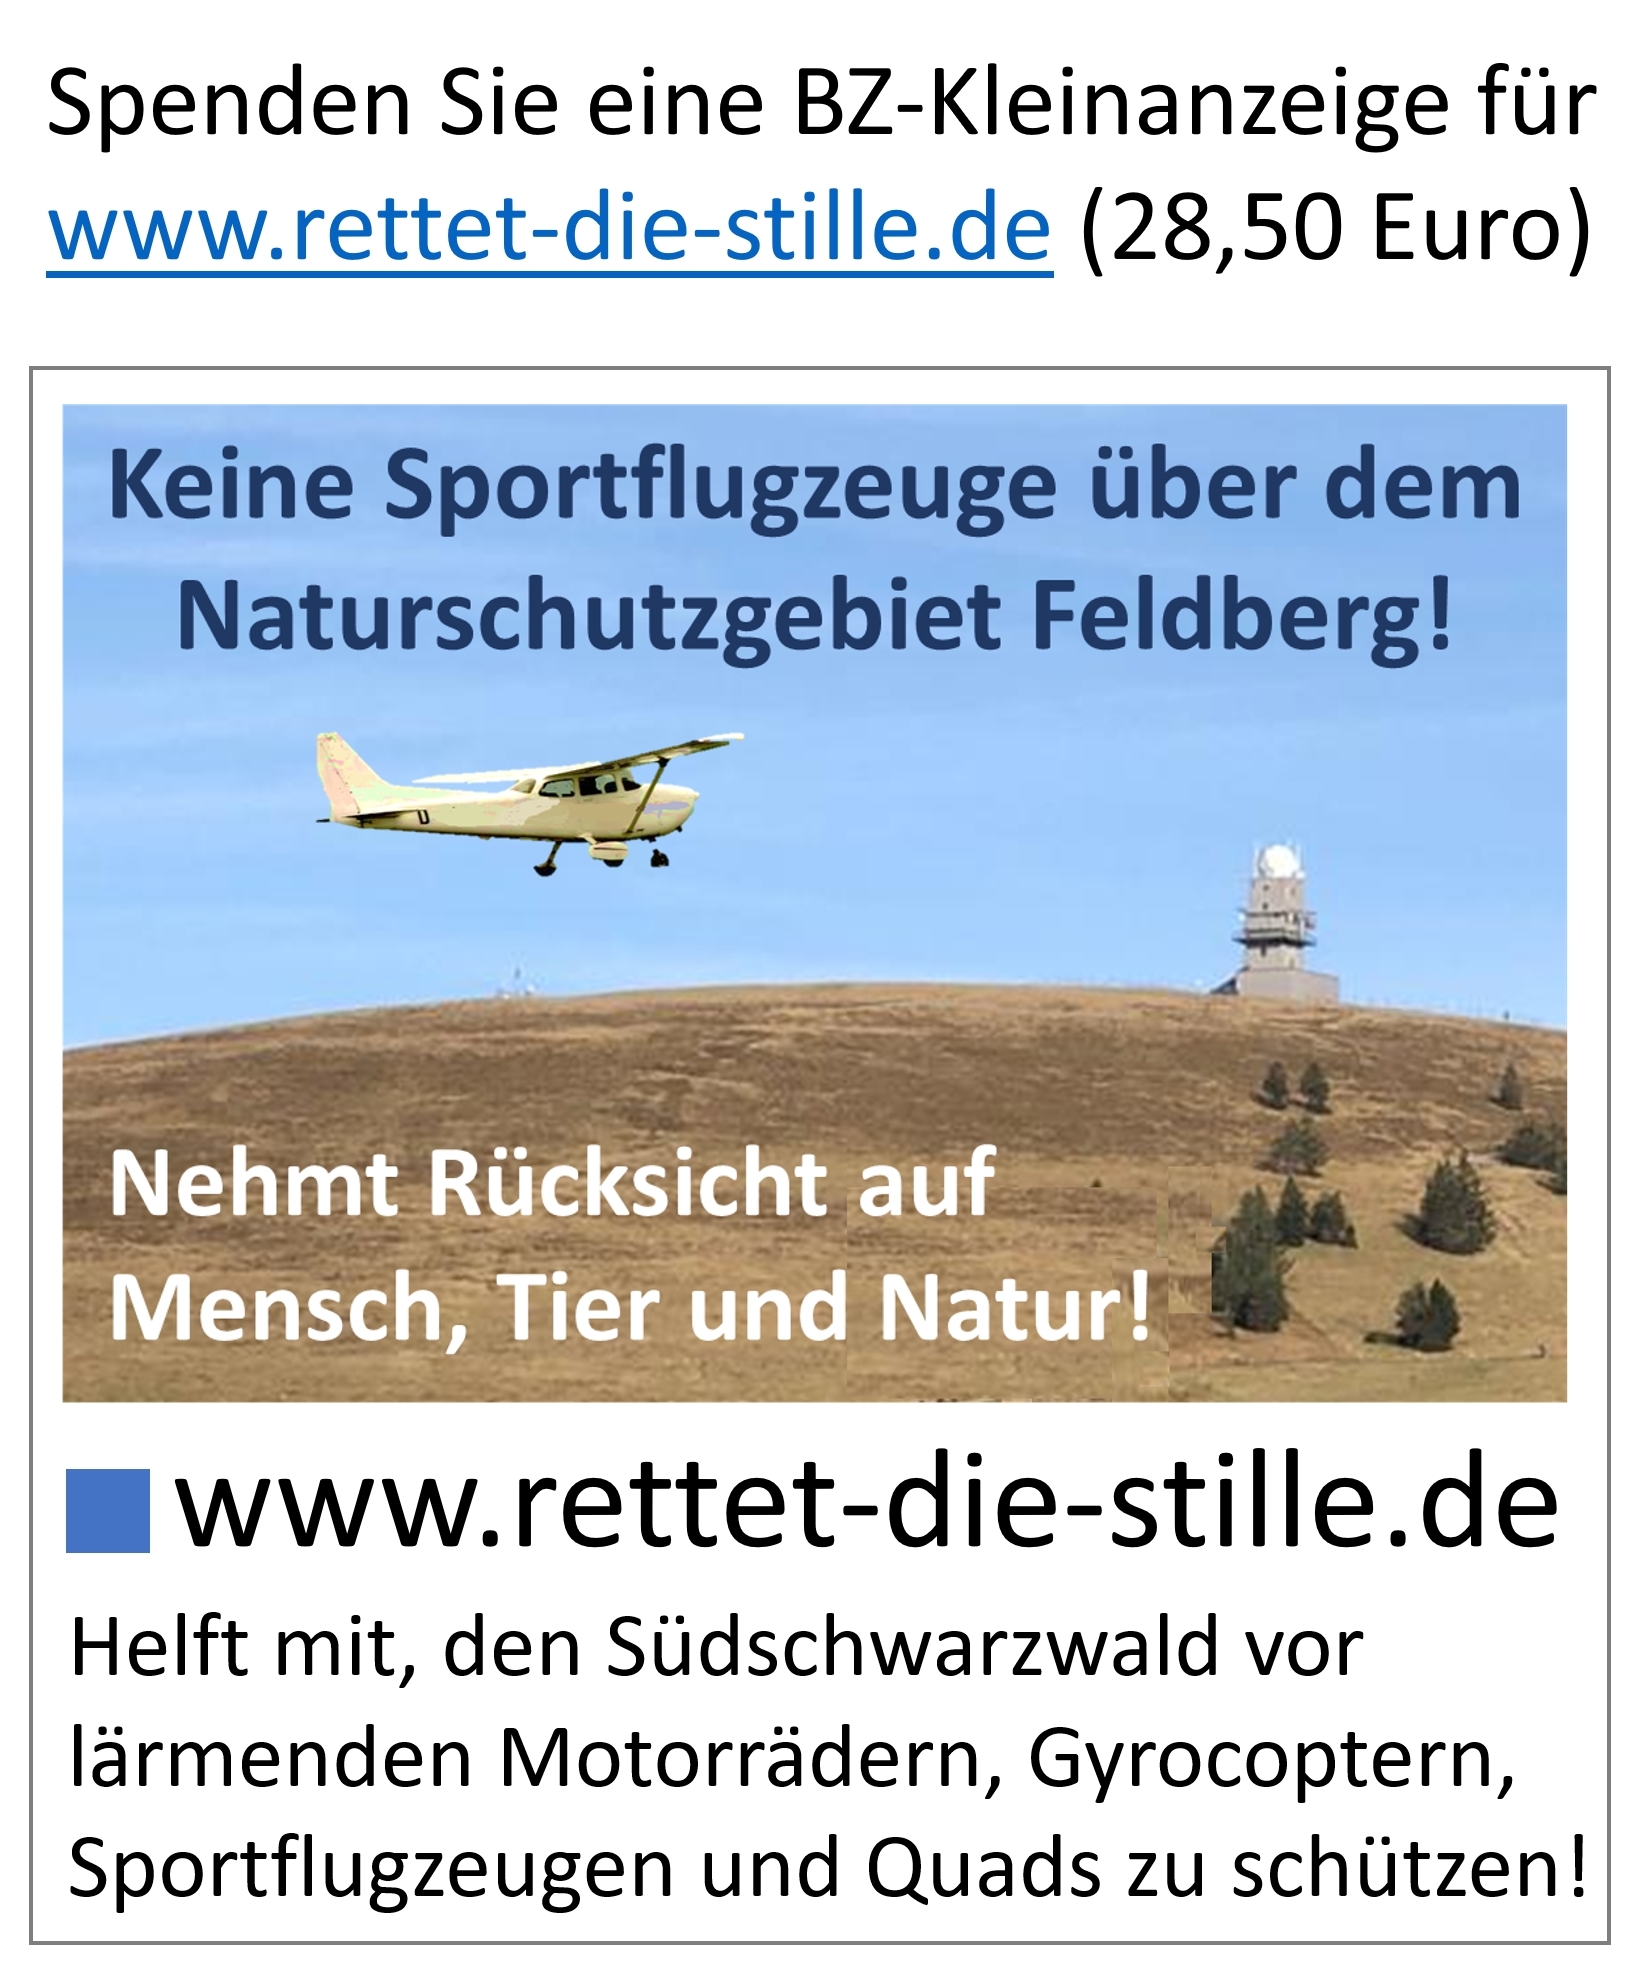 Spenden Sie eine BZ-Kleinanzeige für
www.rettet-die-stille.de (28,50 Euro)
Keine Sportflugzeuge über dem
Naturschutzgebiet Feldberg!
U
Nehmt Rücksicht auf
Mensch, Tier und Natur!
www.rettet-die-stille.de
Helft mit, den Südschwarzwald vor
lärmenden Motorrädern, Gyrocoptern,
Sportflugzeugen und Quads zu schützen!